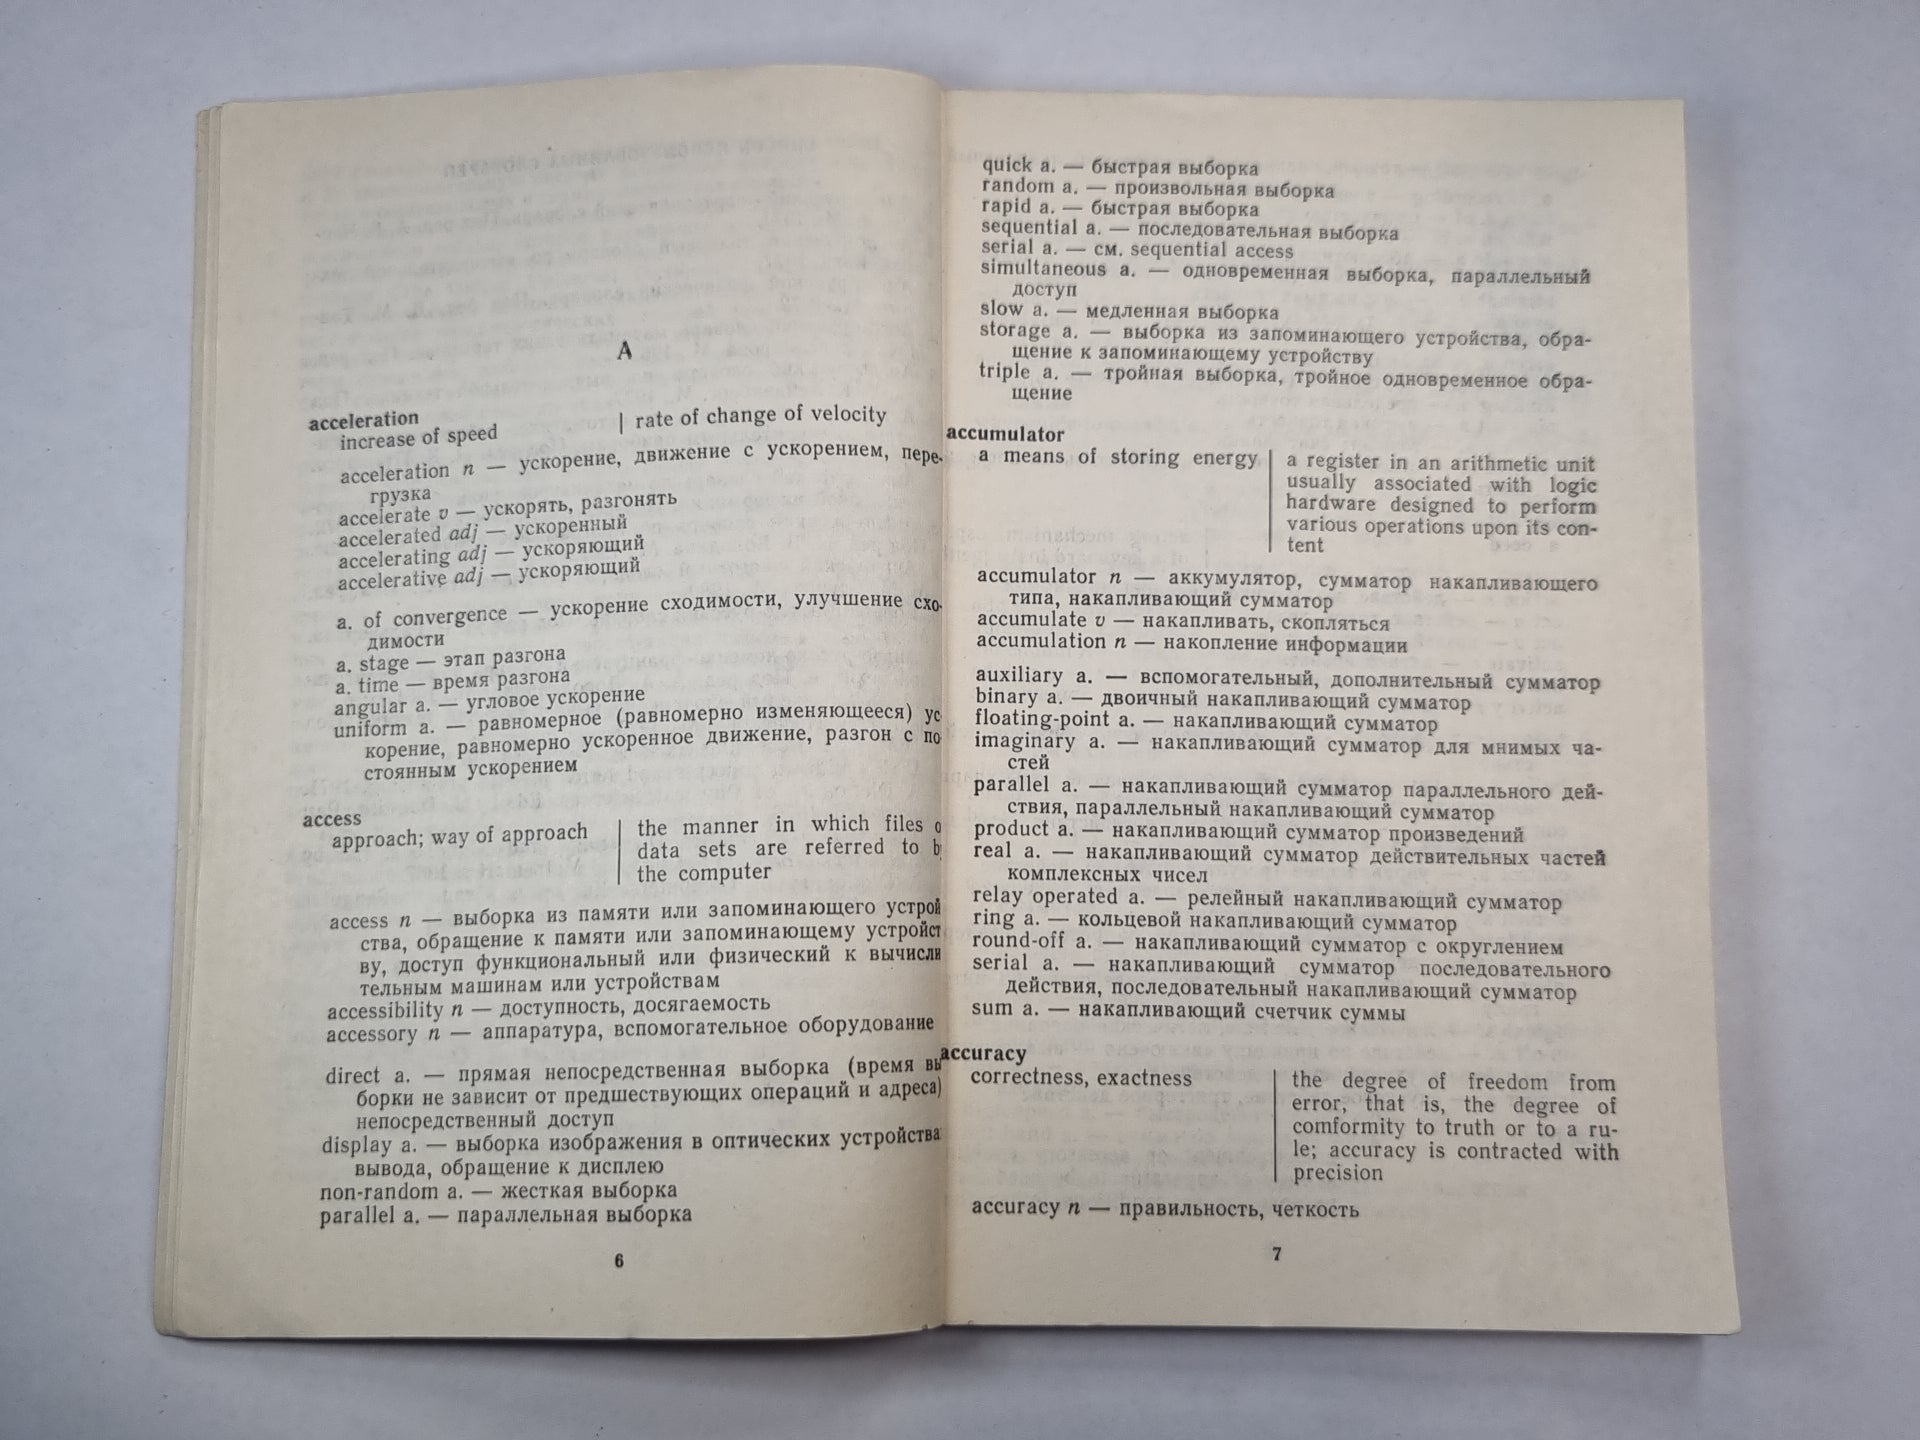 A
acceleration
increase of speed | rate of change of velocity
acceleration n — ускорение, движение с ускорением, пере-
грузка
accelerate v — ускорять, разгонять
accelerated adj — ускоренный
accelerating adj — ускоряющий
accelerative adj — ускоряющий
a. of convergence — ускорение сходимости, улучшение схо-
димости
a. stage — этап разгона
a. time — время разгона
angular a. — угловое ускорение
uniform a. — равномерное (равномерно изменяющееся) ус
корение, равномерно ускоренное движение, разгон с по
стоянным ускорением
access
approach; way of approach
the manner in which files
data sets are referred to
the computer
access n — выборка из памяти или запоминающего устрой
ства, обращение к памяти или запоминающему устройст
ву, доступ функциональный или физический к вычисли
тельным машинам или устройствам
accessibility n — доступность, досягаемость
accessory n — аппаратура, вспомогательное оборудование
direct a. — прямая непосредственная выборка (время вы
борки не зависит от предшествующих операций и адреса)
непосредственный доступ
display a. — выборка изображения в оптических устройства
вывода, обращение к дисплею
non-random a. — жесткая выборка
parallel a. — параллельная выборка
6
quick a. — быстрая выборка
random a. — произвольная выборка
rapid a. — быстрая выборка
sequential a. — последовательная выборка
serial a. — см. sequential access
simultaneous a. — одновременная выборка, параллельный
доступ
slow a. — медленная выборка
storage a. — выборка из запоминающего устройства, обра-
щение к запоминающему устройству
triple a. — тройная выборка, тройное одновременное обра-
щение
accumulator
a means of storing energy
a register in an arithmetic unit
usually associated with logic
hardware designed to perform
various operations upon its con-
tent
accumulator n — аккумулятор, сумматор накапливающего
типа, накапливающий сумматор
accumulate v — накапливать, скопляться
accumulation n — накопление информации
auxiliary a. — вспомогательный, дополнительный сумматор
binary a. — двоичный накапливающий сумматор
floating-point a. — накапливающий сумматор
imaginary a. — накапливающий сумматор для мнимых ча-
стей
parallel a. — накапливающий сумматор параллельного дей-
ствия, параллельный накапливающий сумматор
product a. — накапливающий сумматор произведений
real a. — накапливающий сумматор действительных частей
комплексных чисел
relay operated a. — релейный накапливающий сумматор
ring a. — кольцевой накапливающий сумматор
round-off a. — накапливающий сумматор с округлением
serial a. — накапливающий сумматор последовательного
действия, последовательный накапливающий сумматор
sum a. — накапливающий счетчик суммы
accuracy
correctness, exactness
the degree of freedom from
error, that is, the degree of
comformity to truth or to a ru-
le; accuracy is contracted with
precision
accuracy n — правильность, четкость
7